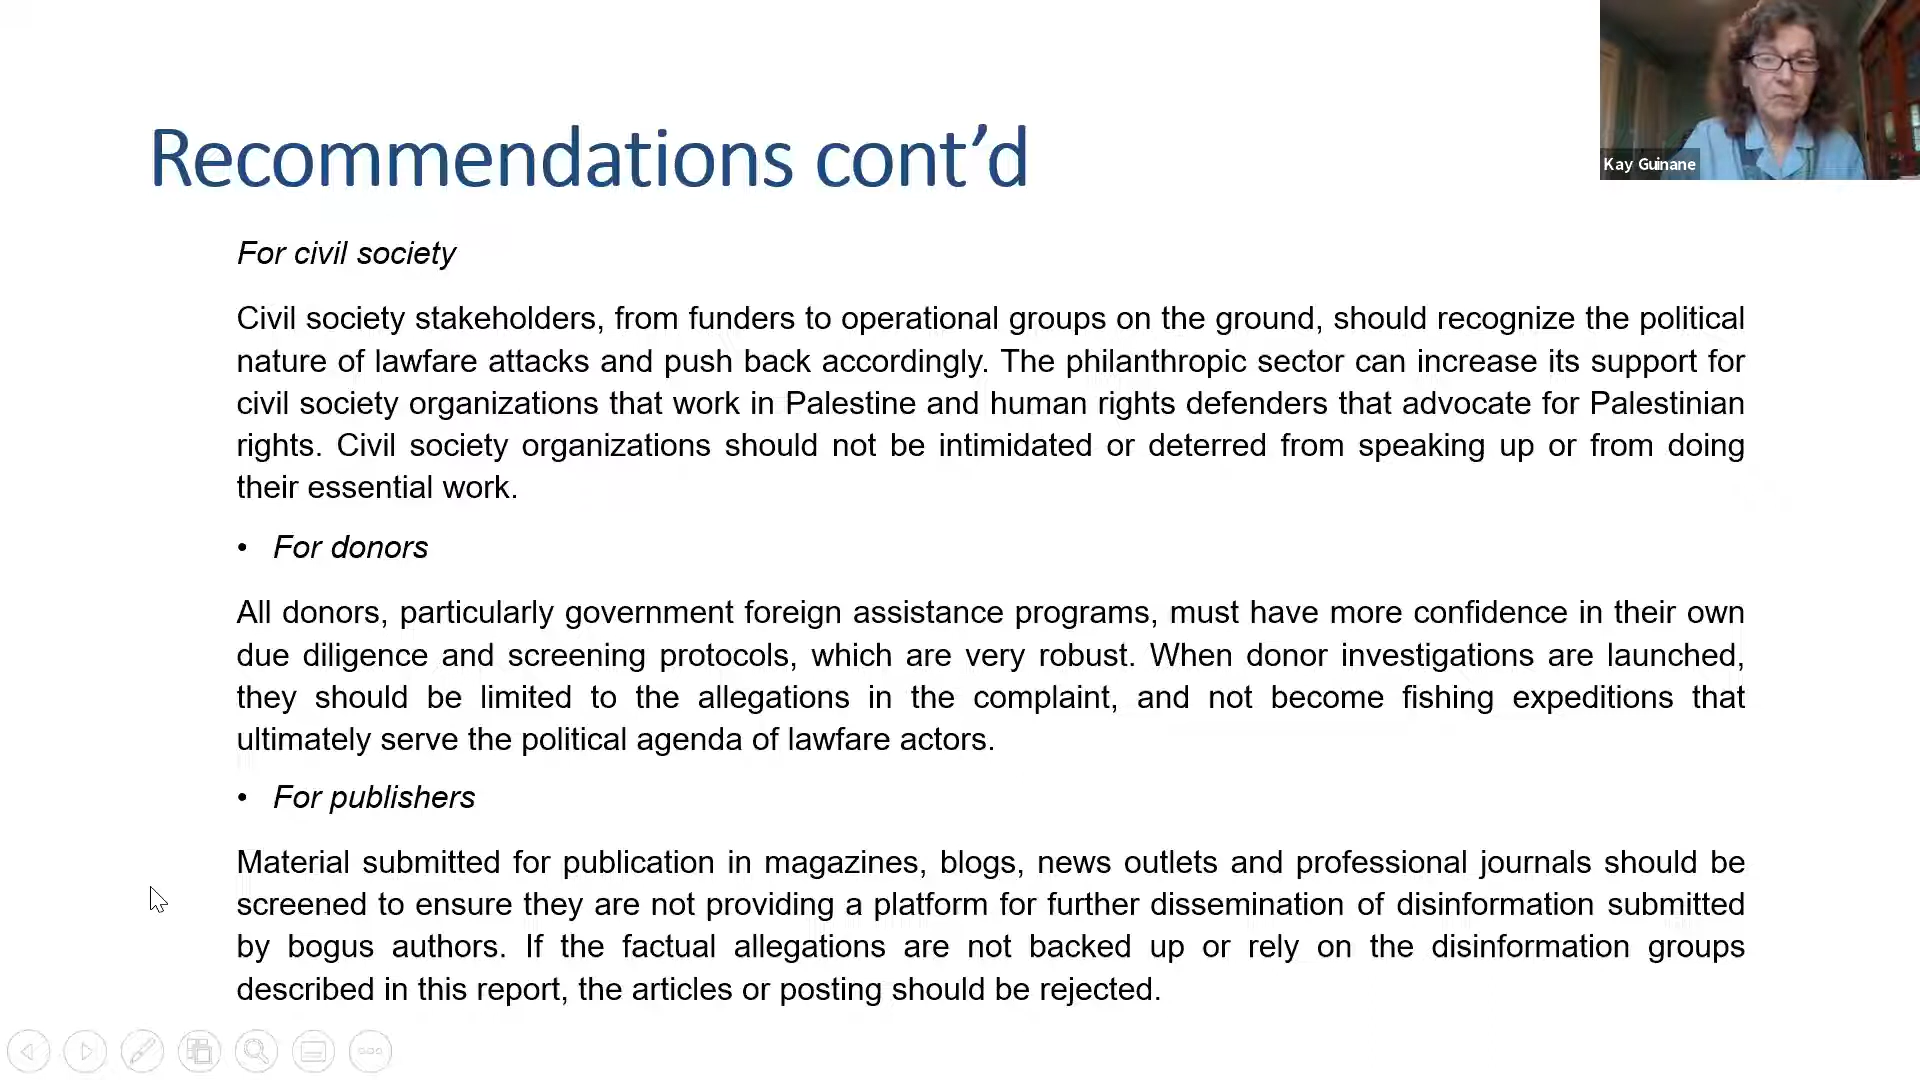 Recommendations cont’d
Kay Guinane
For civil society
Civil society stakeholders, from funders to operational groups on the ground, should recognize the political
nature of lawfare attacks and push back accordingly. The philanthropic sector can increase its support for
civil society organizations that work in Palestine and human rights defenders that advocate for Palestinian
rights. Civil society organizations should not be intimidated or deterred from speaking up or from doing
their essential work.
• For donors
All donors, particularly government foreign assistance programs, must have more confidence in their own
due diligence and screening protocols, which are very robust. When donor investigations are launched,
they should be limited to the allegations in the complaint, and not become fishing expeditions that
ultimately serve the political agenda of lawfare actors.
• For publishers
Material submitted for publication in magazines, blogs, news outlets and professional journals should be
screened to ensure they are not providing a platform for further dissemination of disinformation submitted
by bogus authors. If the factual allegations are not backed up or rely on the disinformation groups
described in this report, the articles or posting should be rejected.